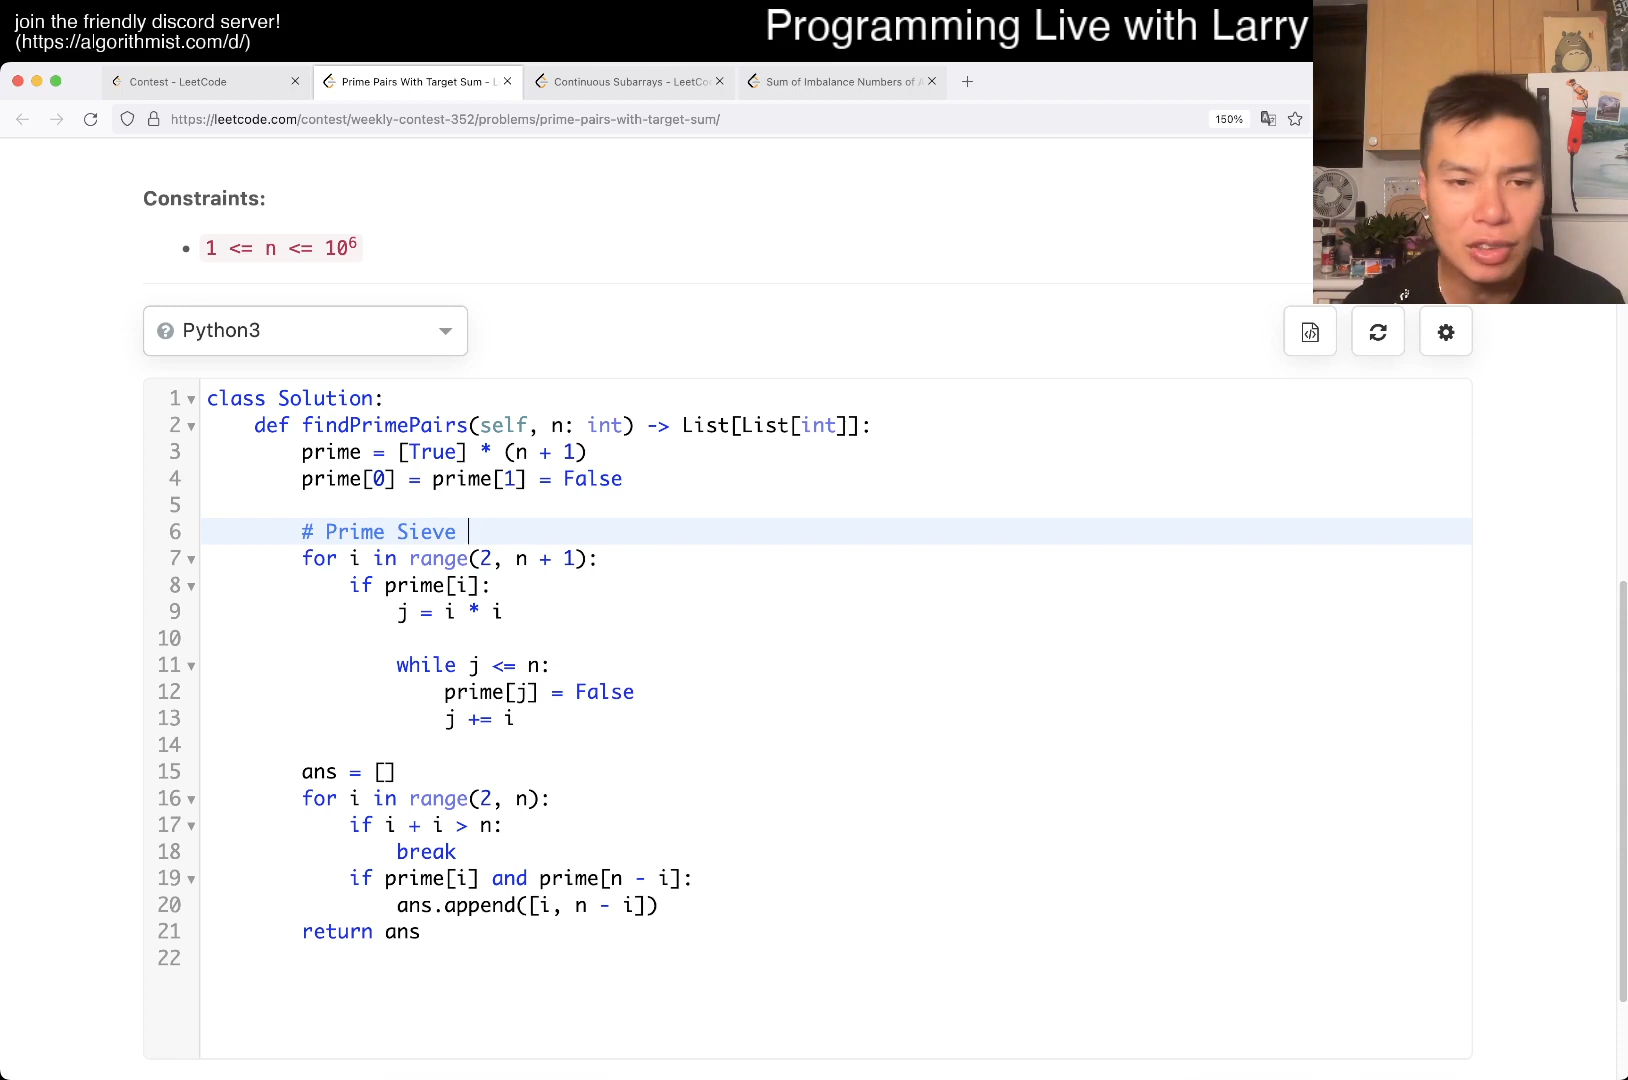 join the friendly discord server!
(https://algorithmist.com/d/)
Programming Live with Larry
Contest - LeetCode
Prime Pairs With Target Sum - L
Continuous Subarrays - LeetCo
Sum of Imbalance Numbers of A
https://leetcode.com/contest/weekly-contest-352/problems/prime-pairs-with-target-sum/
150%
Constraints:
• 1 <= n <= 10⁶
Python3
1 class Solution:
2     def findPrimePairs(self, n: int) -> List[List[int]]:
3         prime = [True] * (n + 1)
4         prime[0] = prime[1] = False
5
6         # Prime Sieve
7         for i in range(2, n + 1):
8             if prime[i]:
9                 j = i * i
10
11                 while j <= n:
12                     prime[j] = False
13                     j += i
14
15         ans = []
16         for i in range(2, n):
17             if i + i > n:
18                 break
19             if prime[i] and prime[n - i]:
20                 ans.append([i, n - i])
21         return ans
22